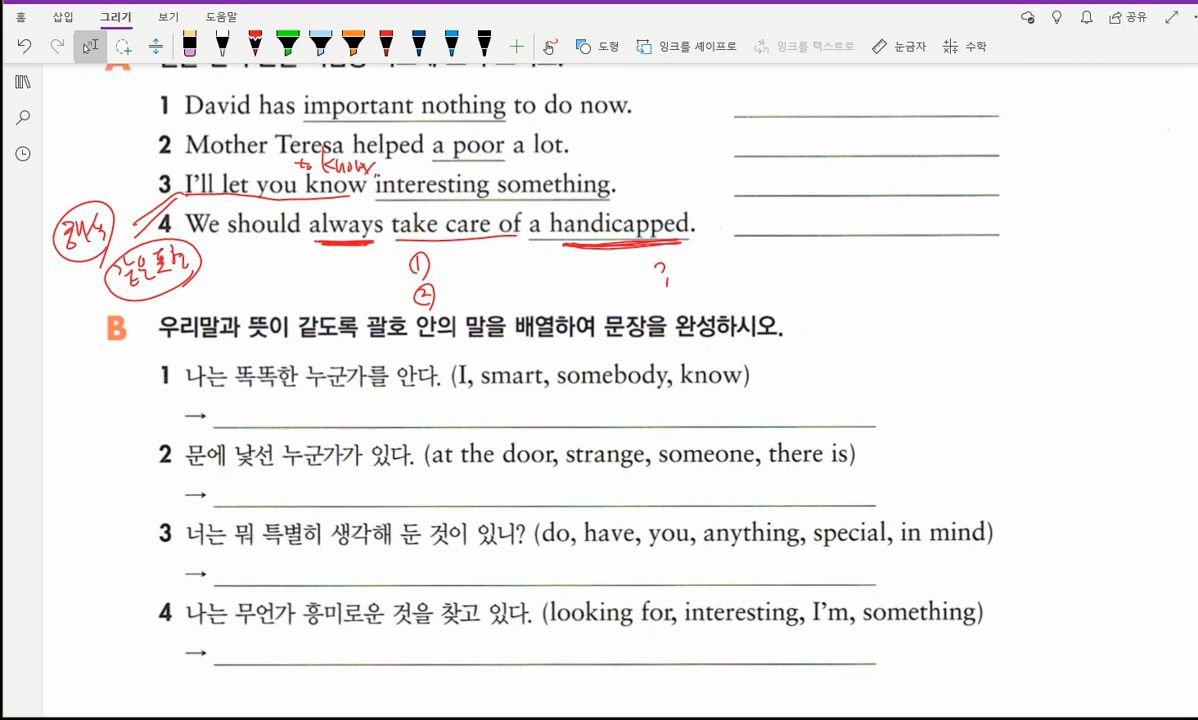 홈 삽입 그리기 보기 도움말 공유
도형 잉크를 셰이프로 잉크를 텍스트로 눈금자 수학
1 David has important nothing to do now.
2 Mother Teresa helped a poor a lot.
to know
3 I'll let you know interesting something.
4 We should always take care of a handicapped.
같은표현
① ?
②
B 우리말과 뜻이 같도록 괄호 안의 말을 배열하여 문장을 완성하시오.
1 나는 똑똑한 누군가를 안다. (I, smart, somebody, know)
→
2 문에 낯선 누군가가 있다. (at the door, strange, someone, there is)
→
3 너는 뭐 특별히 생각해 둔 것이 있니? (do, have, you, anything, special, in mind)
→
4 나는 무언가 흥미로운 것을 찾고 있다. (looking for, interesting, I'm, something)
→